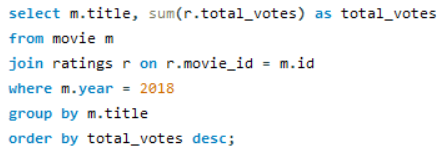 select m.title, sum(r.total_votes) as total_votes
from movie m
join ratings r on r.movie_id = m.id
where m.year = 2018
group by m.title
order by total_votes desc;